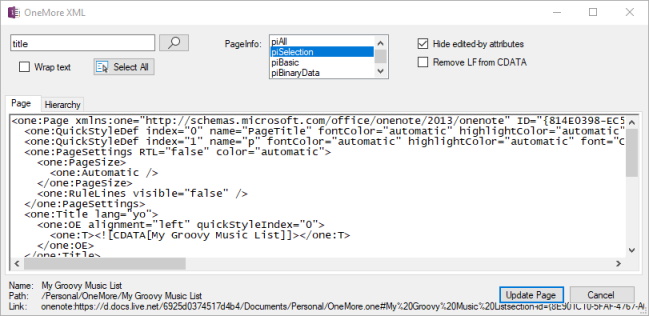 OneMore XML
title
PageInfo:
piAll
piSelection
piBasic
piBinaryData
Hide edited-by attributes
Remove LF from CDATA
Wrap text
Select All
Page Hierarchy
<one:Page xmlns:one="http://schemas.microsoft.com/office/onenote/2013/onenote" ID="{814E0398-EC5
<one:QuickStyleDef index="0" name="PageTitle" fontColor="automatic" highlightColor="automatic"
<one:QuickStyleDef index="1" name="p" fontColor="automatic" highlightColor="automatic" font="C
<one:PageSettings RTL="false" color="automatic">
<one:PageSize>
<one:Automatic />
</one:PageSize>
<one:RuleLines visible="false" />
</one:PageSettings>
<one:Title lang="yo">
<one:OE alignment="left" quickStyleIndex="0">
<one:T><![CDATA[My Groovy Music List]]></one:T>
</one:OE>
</one:Title>
Name: My Groovy Music List
Path: /Personal/OneMore/My Groovy Music List
Link: onenote:https://d.docs.live.net/6925d0374517d4b4/Documents/Personal/OneMore.one#My%20Groovy%20Music%20Listsection-id={8E901C10-5FAF-4767-A
Update Page
Cancel